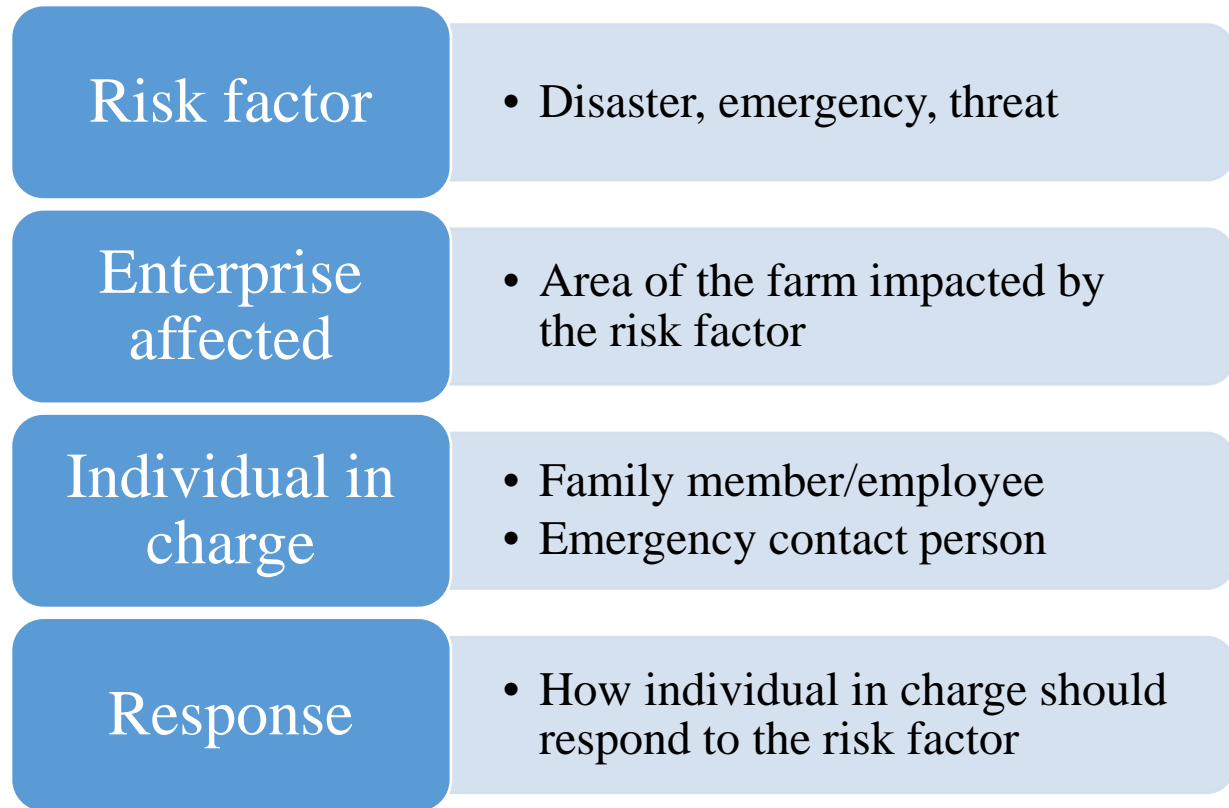 Risk factor
• Disaster, emergency, threat
Enterprise
affected
• Area of the farm impacted by
the risk factor
Individual in
charge
• Family member/employee
• Emergency contact person
Response
• How individual in charge should
respond to the risk factor